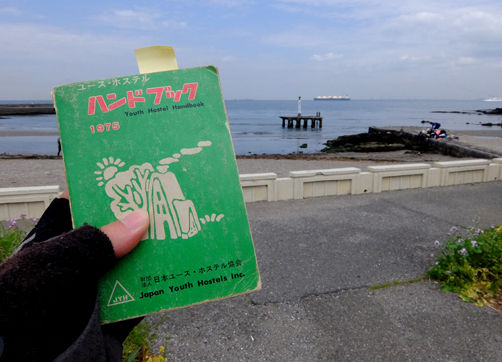 ユース・ホステル
ハンドブック
Youth Hostel Handbook
1975
財団法人 日本ユース・ホステル協会
Japan Youth Hostels Inc.
JYH